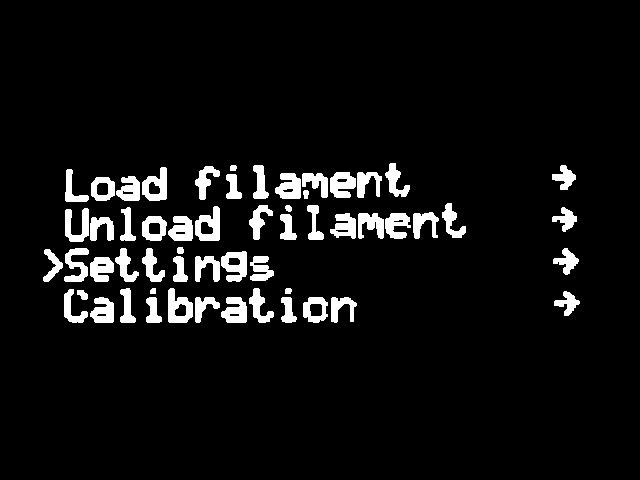 Load filament →
Unload filament →
>Settings →
Calibration →